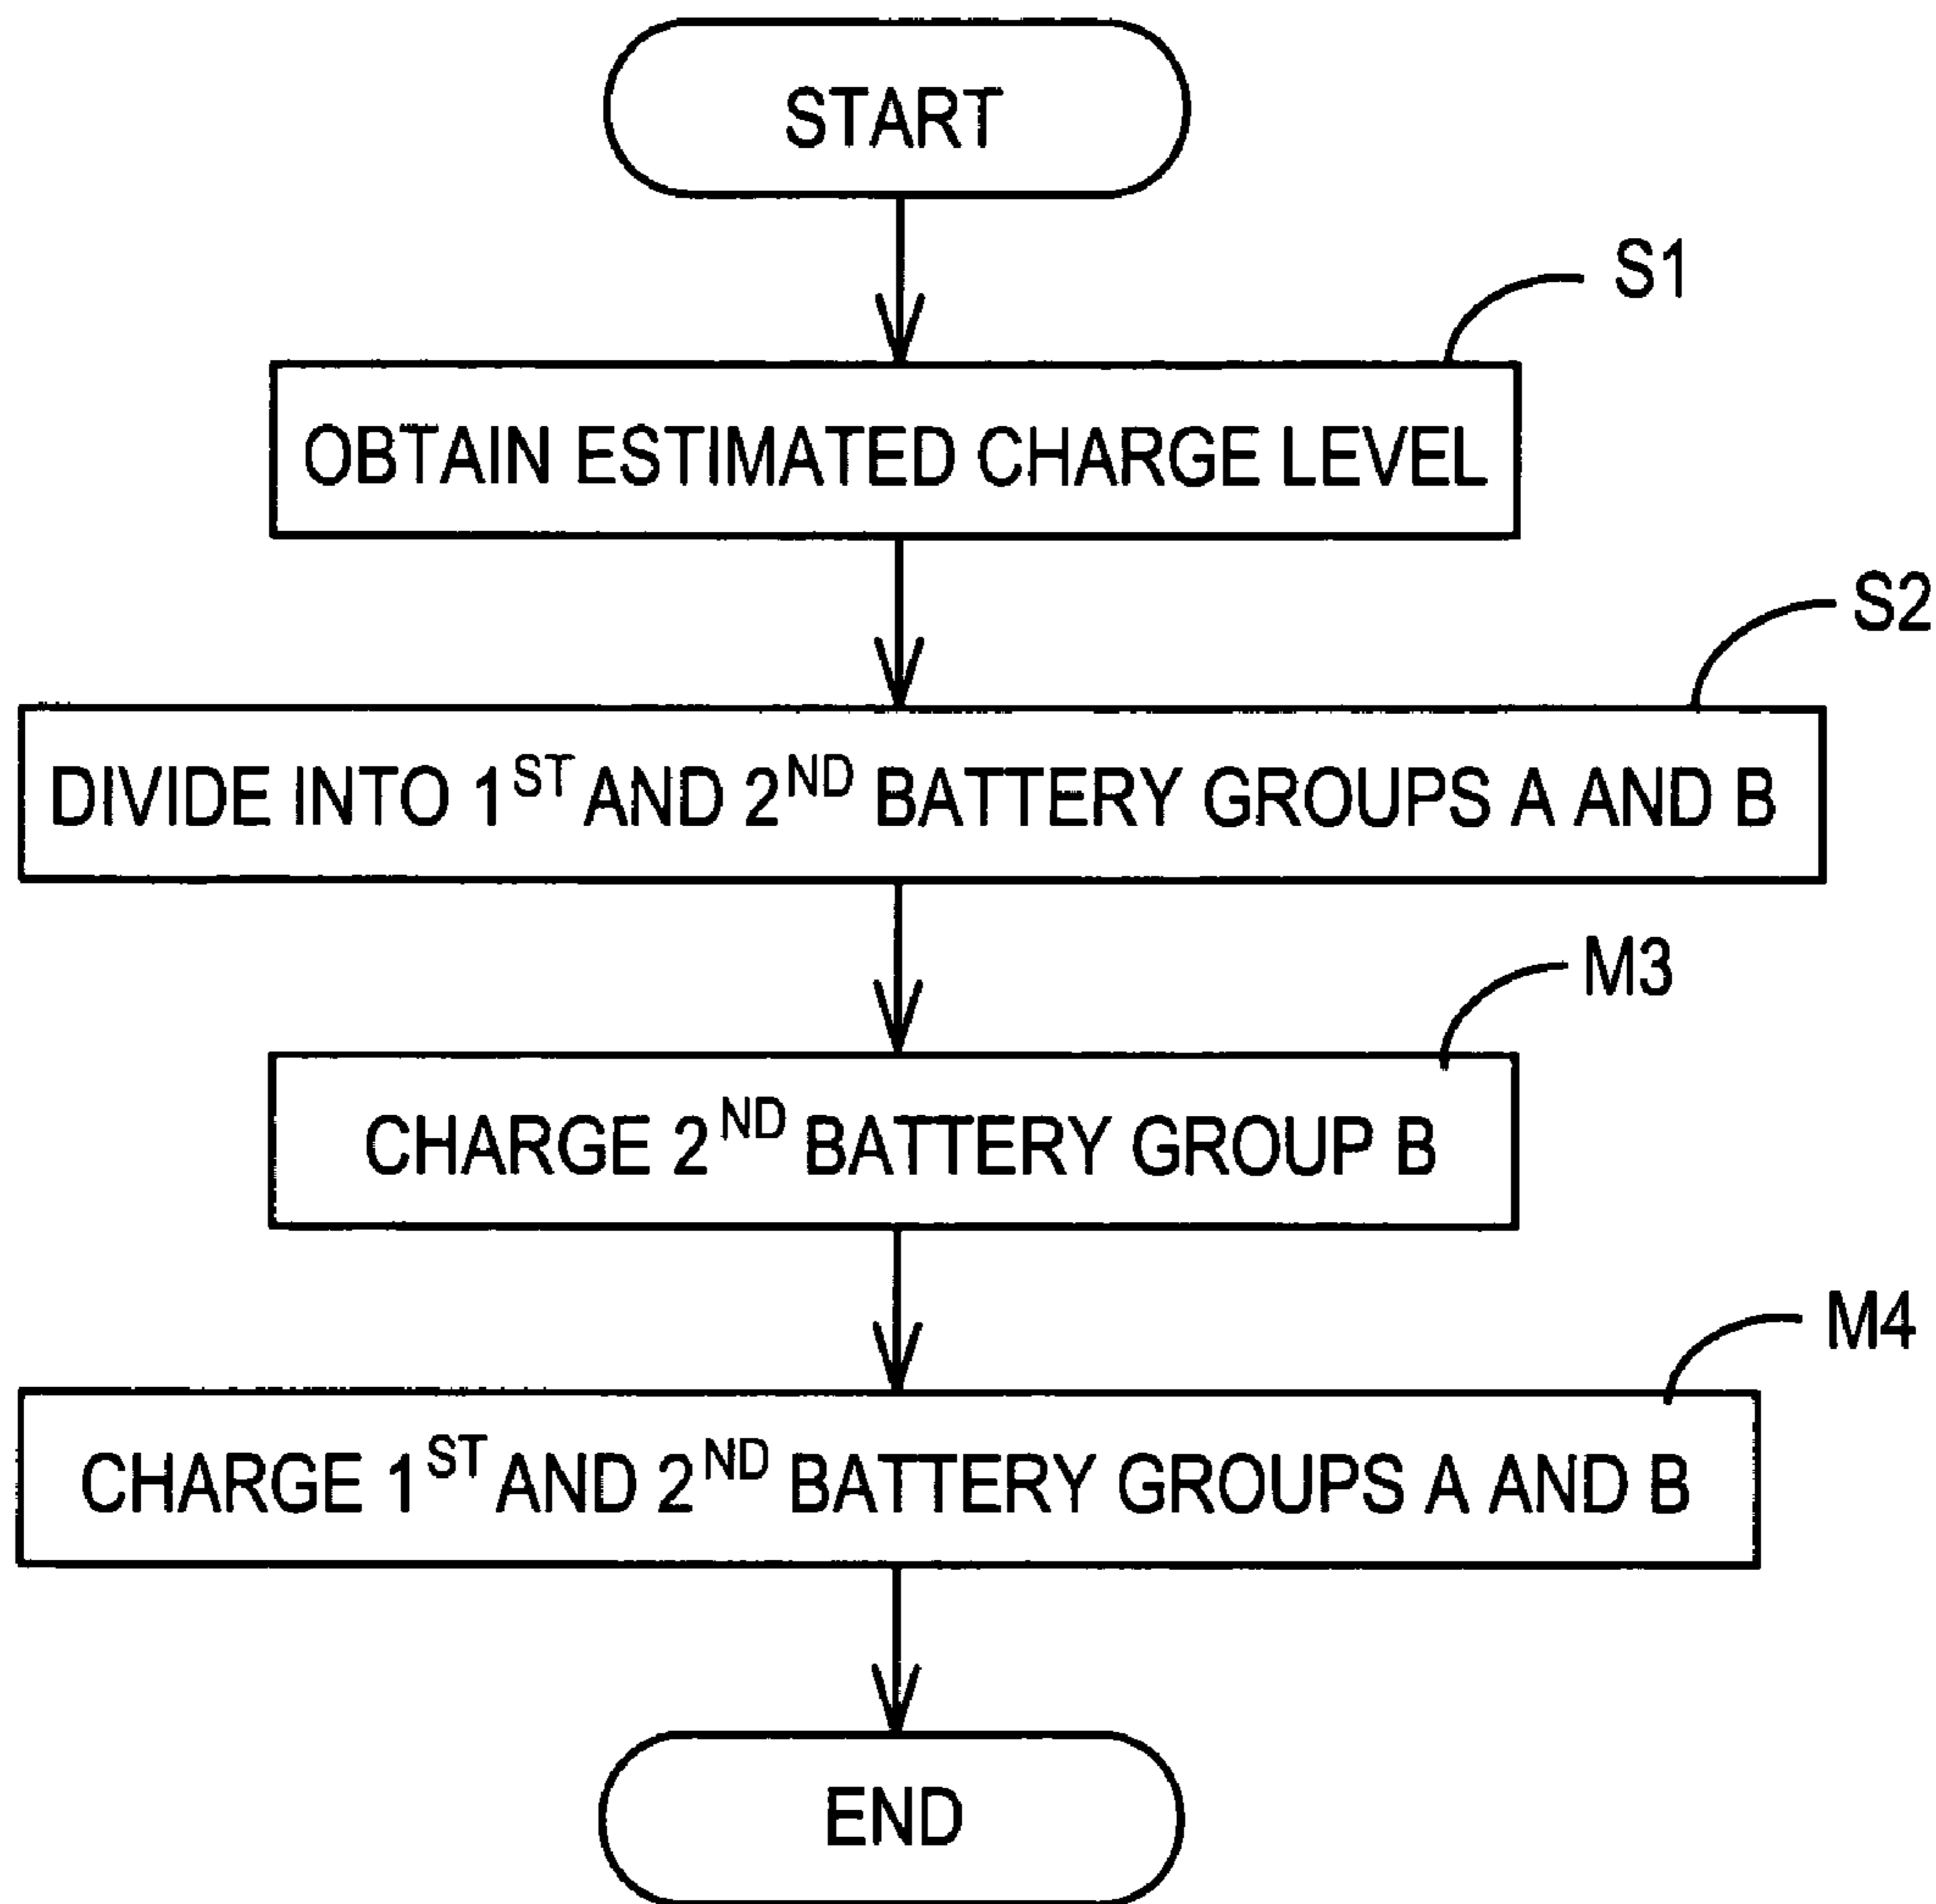 START
S1
OBTAIN ESTIMATED CHARGE LEVEL
S2
DIVIDE INTO 1ST AND 2ND BATTERY GROUPS A AND B
M3
CHARGE 2ND BATTERY GROUP B
M4
CHARGE 1ST AND 2ND BATTERY GROUPS A AND B
END